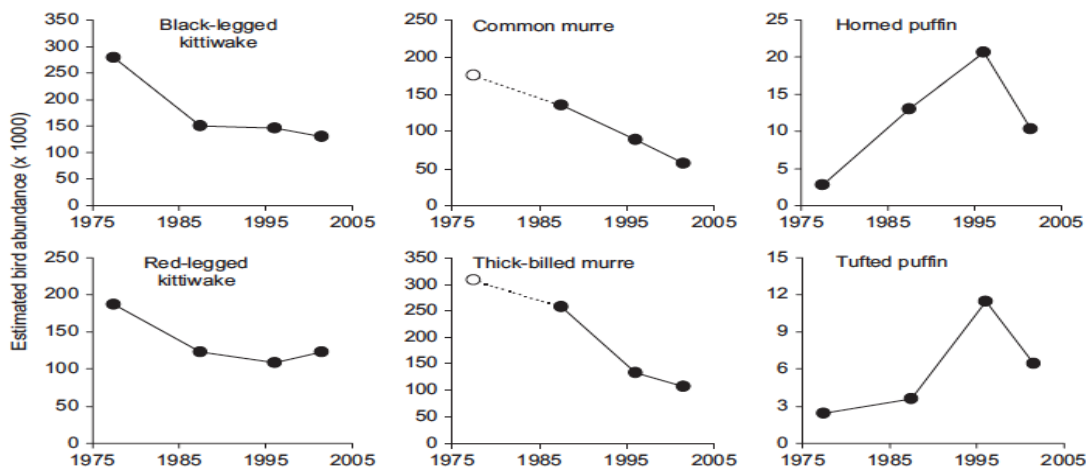 Estimated bird abundance (x 1000)
Black-legged
kittiwake
350
300
250
200
150
100
50
0
1975 1985 1995 2005
Common murre
250
200
150
100
50
0
1975 1985 1995 2005
Horned puffin
25
20
15
10
5
0
1975 1985 1995 2005
Red-legged
kittiwake
250
200
150
100
50
0
1975 1985 1995 2005
Thick-billed murre
350
300
250
200
150
100
50
0
1975 1985 1995 2005
Tufted puffin
15
12
9
6
3
0
1975 1985 1995 2005